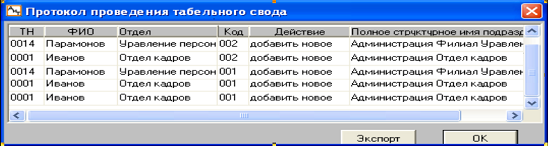 Протокол проведения табельного свода
ТН ФИО Отдел Код Действие Полное стрчктчрное имя подразд
0014 Парамонов Уравление персон 002 добавить новое Администрация Филиал Уравлен
0001 Иванов Отдел кадров 002 добавить новое Администрация Отдел кадров
0014 Парамонов Уравление персон 001 добавить новое Администрация Филиал Уравлен
0001 Иванов Отдел кадров 001 добавить новое Администрация Отдел кадров
0001 Иванов Отдел кадров 001 добавить новое Администрация Отдел кадров
Экспорт OK